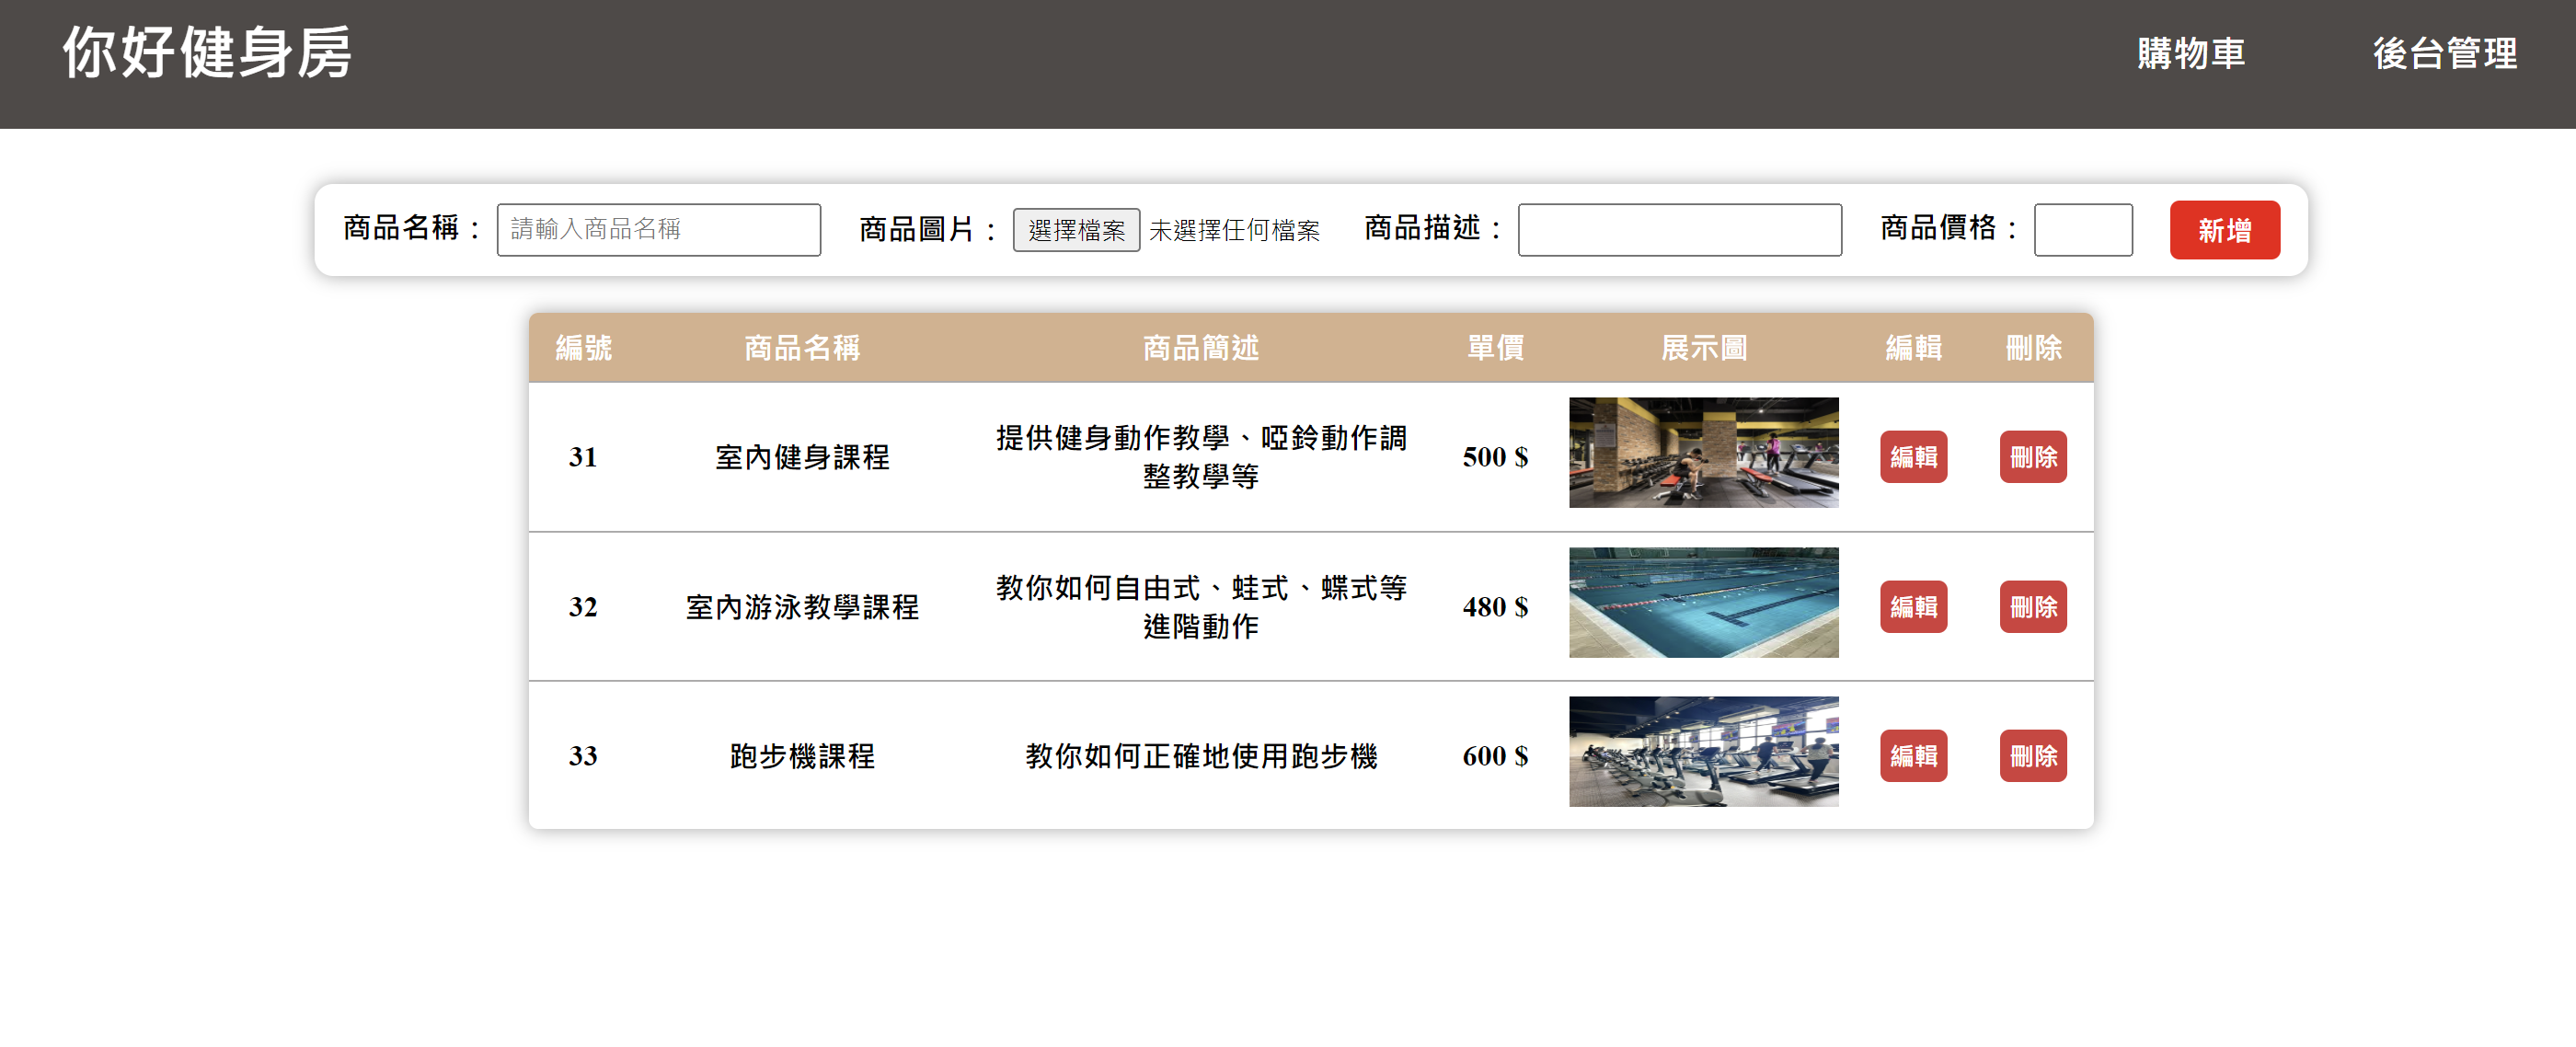 你好健身房
購物車
後台管理
商品名稱：
請輸入商品名稱
商品圖片：
選擇檔案 未選擇任何檔案
商品描述：
商品價格：
新增
編號 商品名稱 商品簡述 單價 展示圖 編輯 刪除
31 室內健身課程 提供健身動作教學、啞鈴動作調 500 $ 編輯 刪除
整教學等
32 室內游泳教學課程 教你如何自由式、蛙式、蝶式等 480 $ 編輯 刪除
進階動作
33 跑步機課程 教你如何正確地使用跑步機 600 $ 編輯 刪除